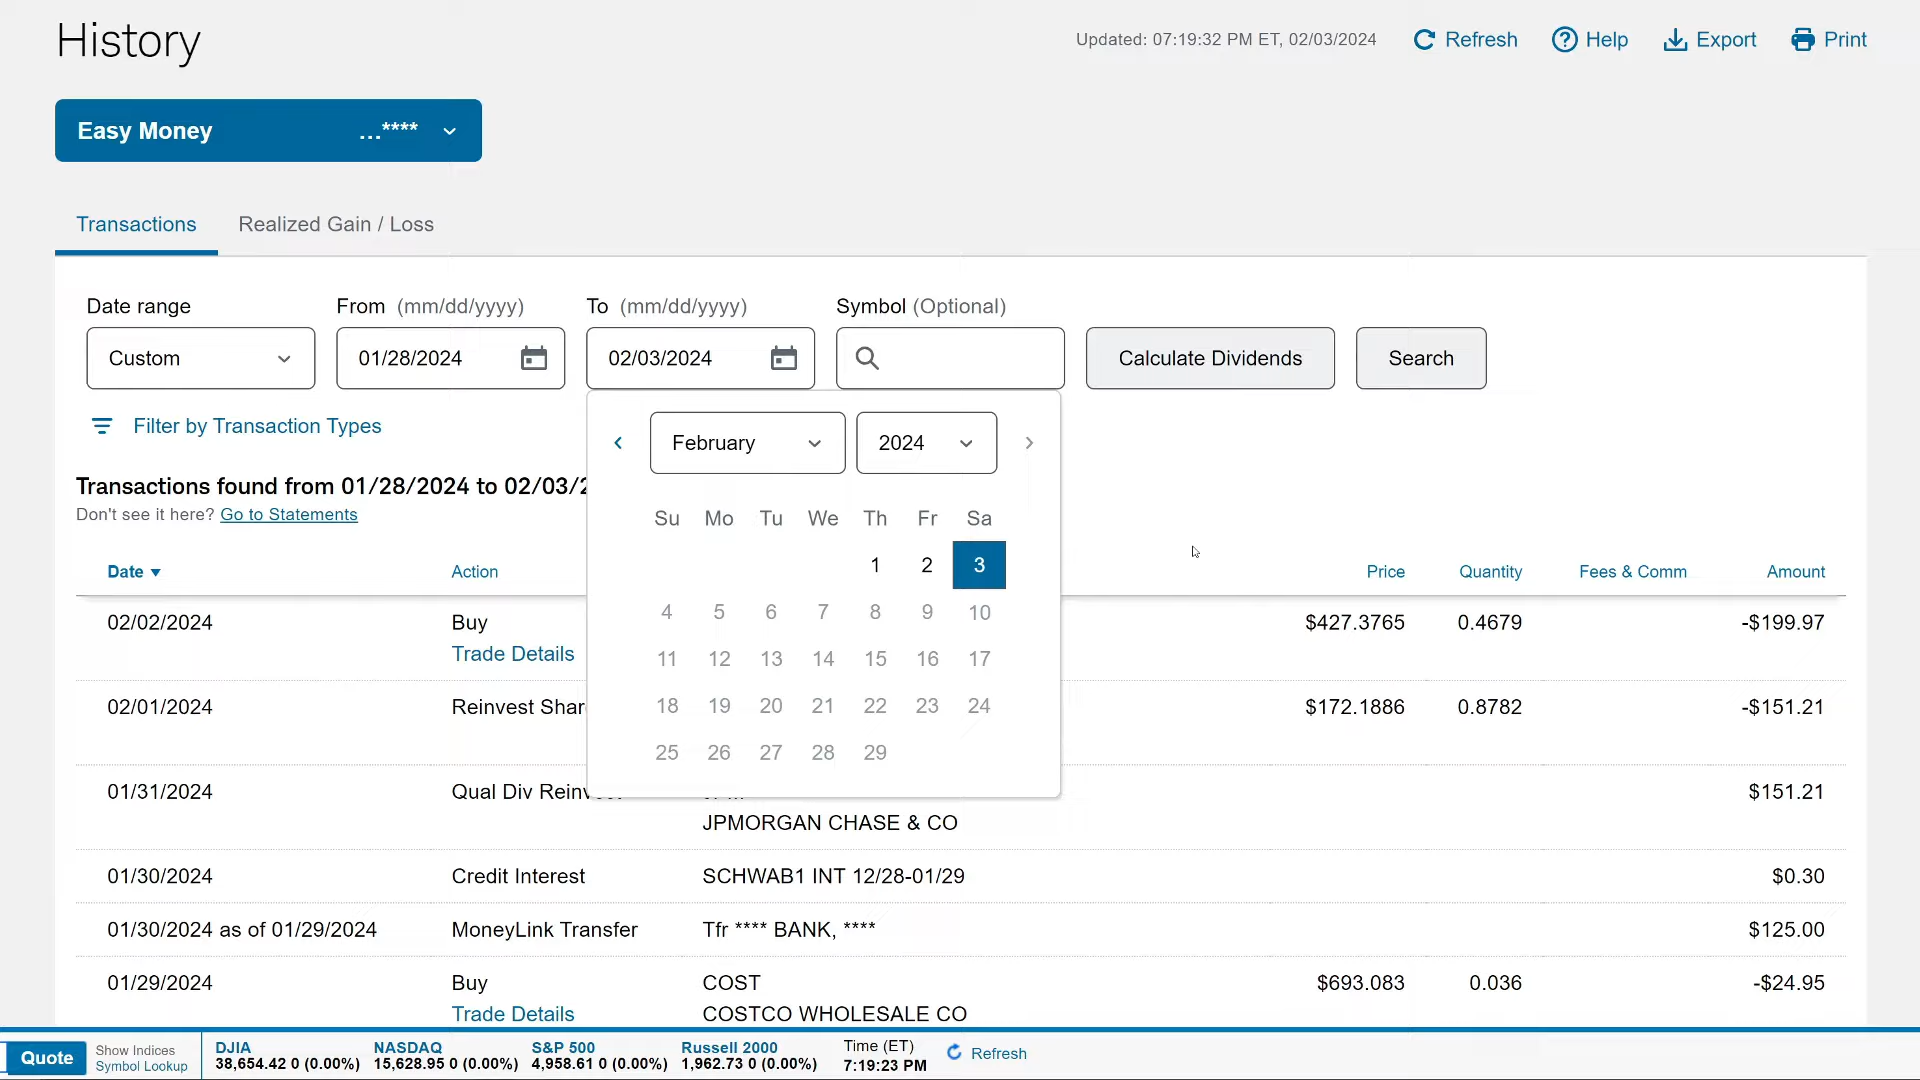 History
Updated: 07:19:32 PM ET, 02/03/2024
Refresh
Help
Export
Print
Easy Money ...****
Transactions
Realized Gain / Loss
Date range
From (mm/dd/yyyy)
To (mm/dd/yyyy)
Symbol (Optional)
Custom
01/28/2024
02/03/2024
Calculate Dividends
Search
Filter by Transaction Types
February
2024
Transactions found from 01/28/2024 to 02/03/
Don't see it here? Go to Statements
Su Mo Tu We Th Fr Sa
1 2 3
4 5 6 7 8 9 10
11 12 13 14 15 16 17
18 19 20 21 22 23 24
25 26 27 28 29
Date Action Price Quantity Fees & Comm Amount
02/02/2024 Buy $427.3765 0.4679 -$199.97
Trade Details
02/01/2024 Reinvest Shar $172.1886 0.8782 -$151.21
01/31/2024 Qual Div Reinvest $151.21
JPMORGAN CHASE & CO
01/30/2024 Credit Interest SCHWAB1 INT 12/28-01/29 $0.30
01/30/2024 as of 01/29/2024 MoneyLink Transfer Tfr **** BANK, **** $125.00
01/29/2024 Buy COST $693.083 0.036 -$24.95
Trade Details COSTCO WHOLESALE CO
Quote
Show Indices
Symbol Lookup
DJIA
38,654.42 0 (0.00%)
NASDAQ
15,628.95 0 (0.00%)
S&P 500
4,958.61 0 (0.00%)
Russell 2000
1,962.73 0 (0.00%)
Time (ET)
7:19:23 PM
Refresh